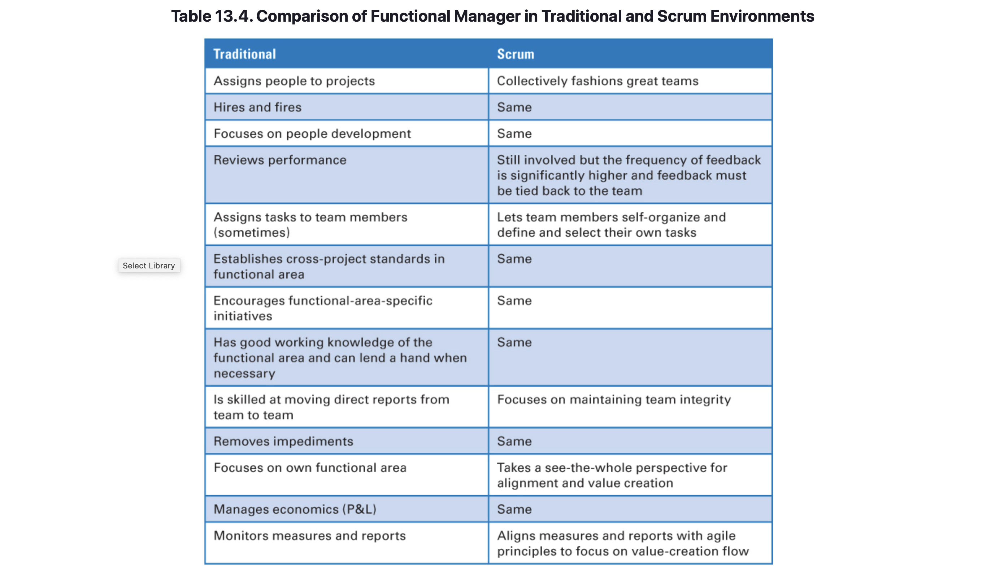 Table 13.4. Comparison of Functional Manager in Traditional and Scrum Environments
Traditional
Scrum
Assigns people to projects
Collectively fashions great teams
Hires and fires
Same
Focuses on people development
Same
Reviews performance
Still involved but the frequency of feedback
is significantly higher and feedback must
be tied back to the team
Assigns tasks to team members
(sometimes)
Lets team members self-organize and
define and select their own tasks
Select Library
Establishes cross-project standards in
functional area
Same
Encourages functional-area-specific
initiatives
Same
Has good working knowledge of the
functional area and can lend a hand when
necessary
Same
Is skilled at moving direct reports from
team to team
Focuses on maintaining team integrity
Removes impediments
Same
Focuses on own functional area
Takes a see-the-whole perspective for
alignment and value creation
Manages economics (P&L)
Same
Monitors measures and reports
Aligns measures and reports with agile
principles to focus on value-creation flow